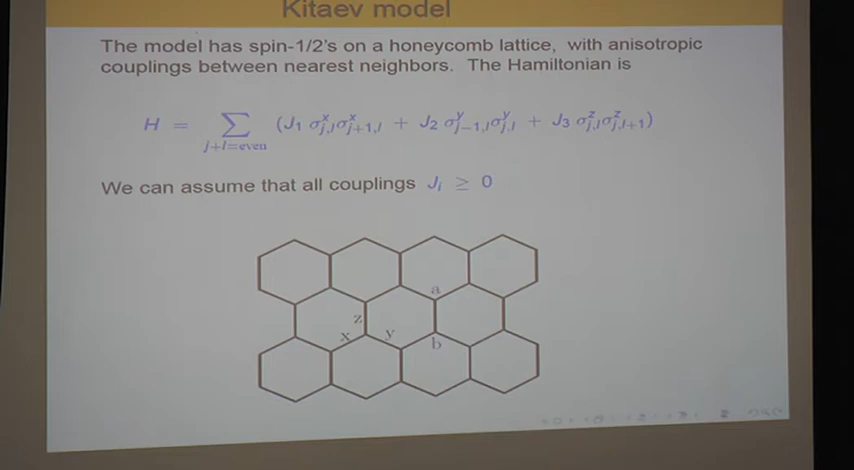 Kitaev model
The model has spin-1/2's on a honeycomb lattice, with anisotropic
couplings between nearest neighbors. The Hamiltonian is
H = ∑ (J₁ σˣⱼ,ₗσˣⱼ₊₁,ₗ + J₂ σʸⱼ₋₁,ₗσʸⱼ,ₗ + J₃ σᶻⱼ,ₗσᶻⱼ,ₗ₊₁)
j+l=even
We can assume that all couplings Jᵢ ≥ 0
a
z
x y
b